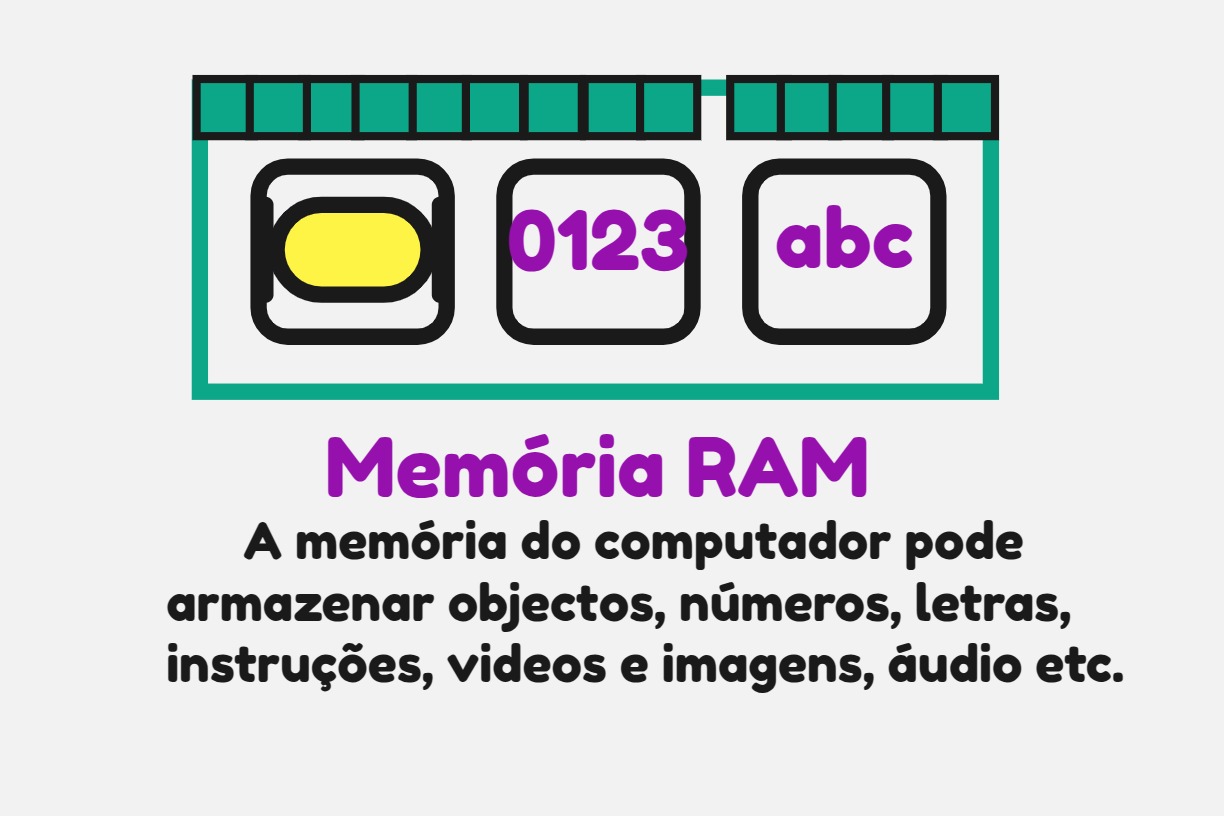 0123
abc
Memória RAM
A memória do computador pode
armazenar objectos, números, letras,
instruções, videos e imagens, áudio etc.